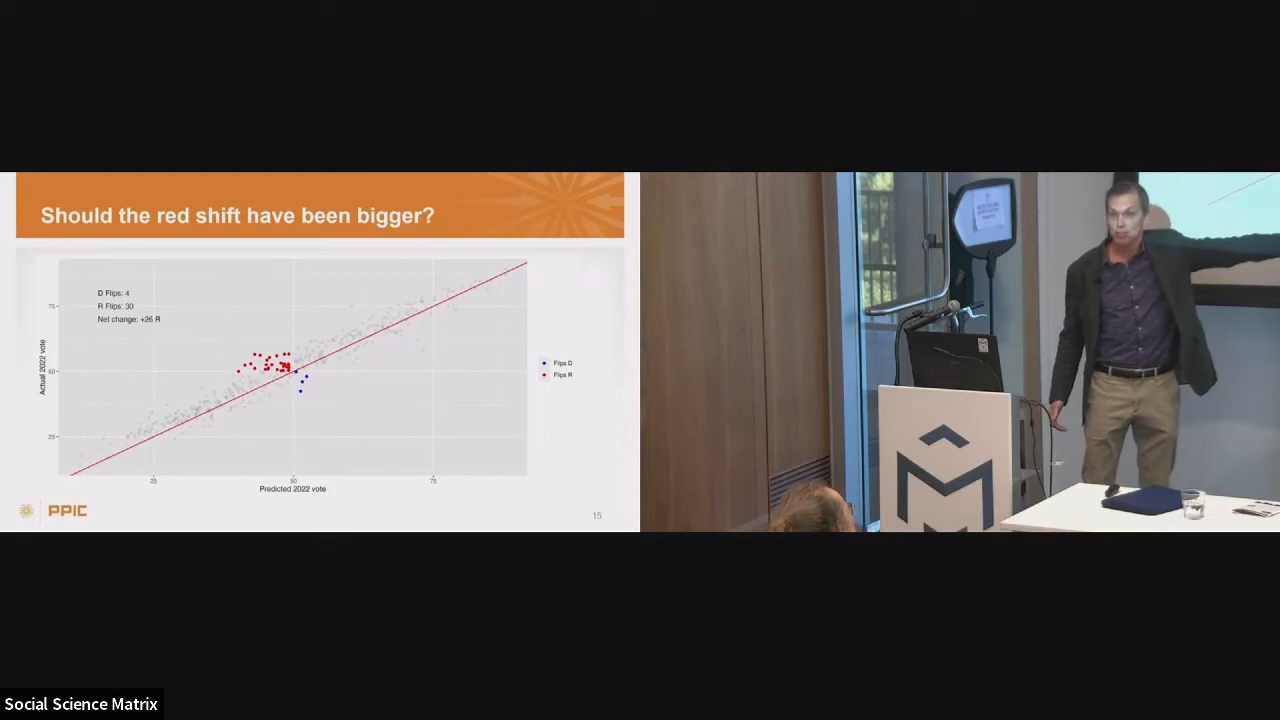 Should the red shift have been bigger?
D Flips: 4
R Flips: 30
Net change: +26 R
75
50
25
Actual 2022 vote
25
50
75
Predicted 2022 vote
Flips D
Flips R
PPIC
15
Social Science Matrix